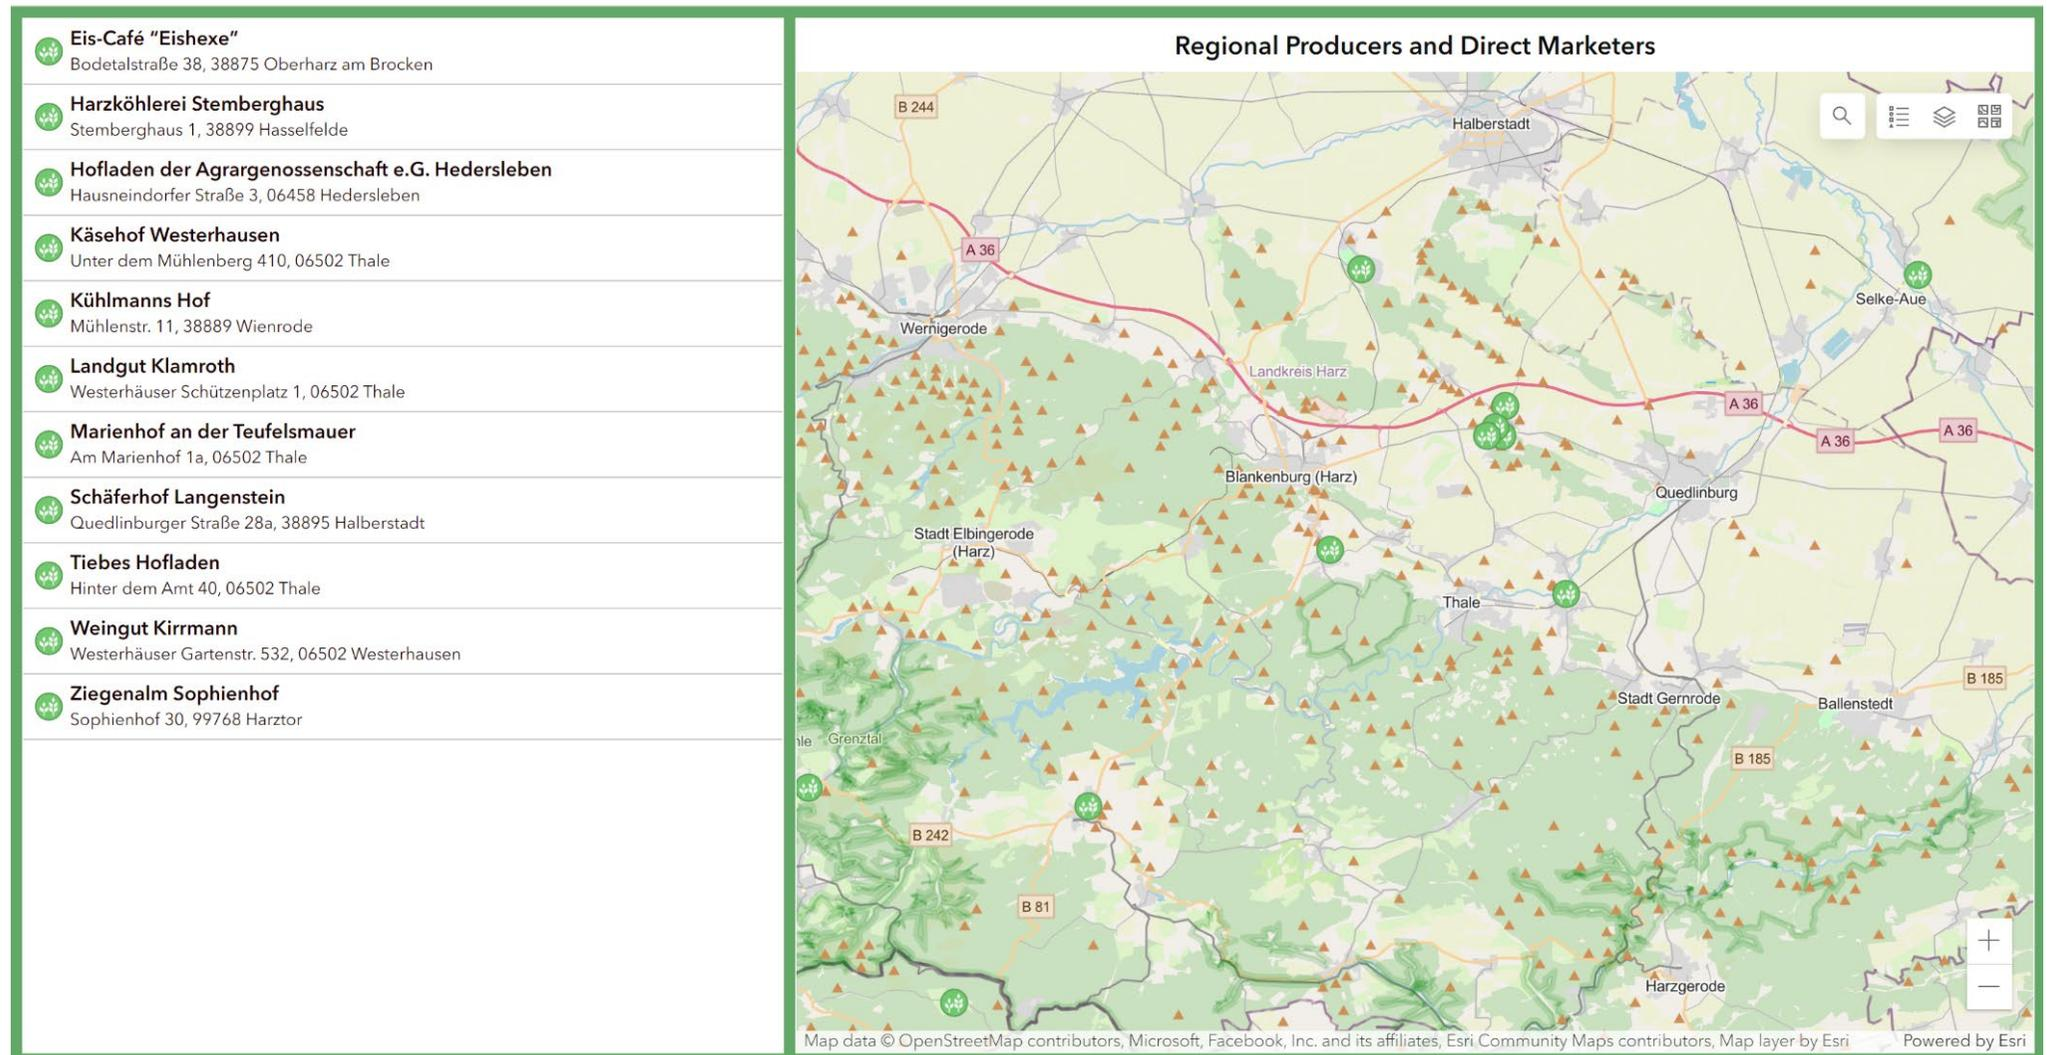 Eis-Café “Eishexe”
Bodetalstraße 38, 38875 Oberharz am Brocken
Harzköhlerei Stemberghaus
Stemberghaus 1, 38899 Hasselfelde
Hofladen der Agrargenossenschaft e.G. Hedersleben
Hausneindorfer Straße 3, 06458 Hedersleben
Käsehof Westerhausen
Unter dem Mühlenberg 410, 06502 Thale
Kühlmanns Hof
Mühlenstr. 11, 38889 Wienrode
Landgut Klamroth
Westerhäuser Schützenplatz 1, 06502 Thale
Marienhof an der Teufelsmauer
Am Marienhof 1a, 06502 Thale
Schäferhof Langenstein
Quedlinburger Straße 28a, 38895 Halberstadt
Tiebes Hofladen
Hinter dem Amt 40, 06502 Thale
Weingut Kirrmann
Westerhäuser Gartenstr. 532, 06502 Westerhausen
Ziegenalm Sophienhof
Sophienhof 30, 99768 Harztor
Regional Producers and Direct Marketers
B 244
Halberstadt
A 36
Selke-Aue
Wernigerode
Landkreis Harz
A 36
A 36
A 36
Blankenburg (Harz)
Quedlinburg
Stadt Elbingerode
(Harz)
Thale
B 185
Stadt Gernrode
Ballenstedt
Grenztal
B 185
B 242
B 81
Harzgerode
Map data © OpenStreetMap contributors, Microsoft, Facebook, Inc. and its affiliates, Esri Community Maps contributors, Map layer by Esri
Powered by Esri